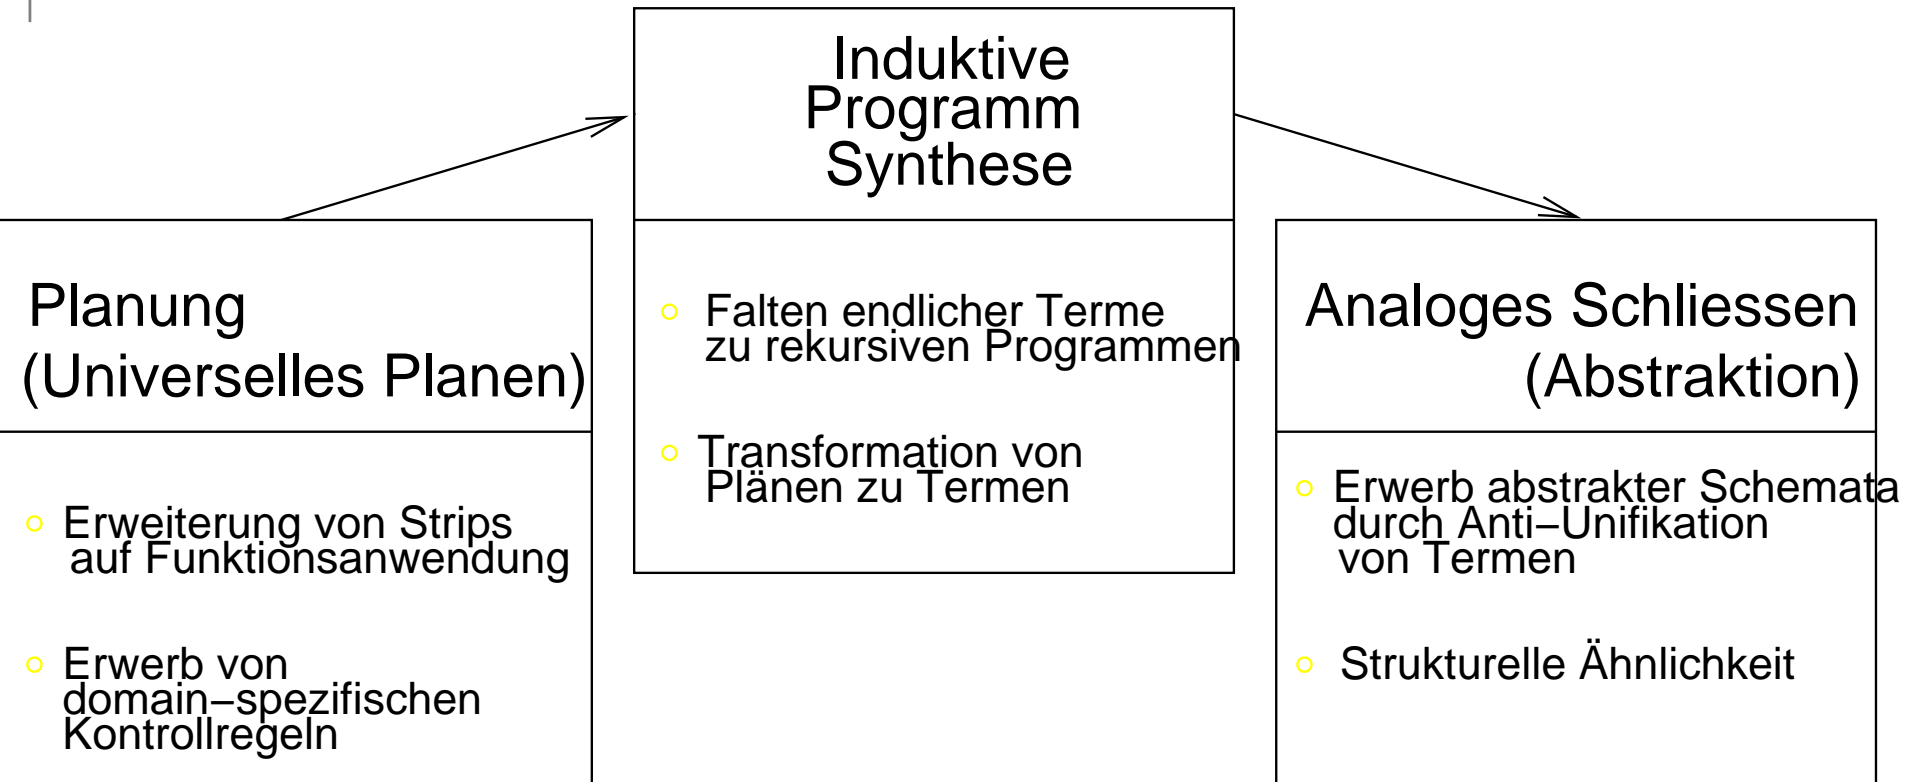 Induktive
Programm
Synthese
Falten endlicher Terme
zu rekursiven Programmen
Transformation von
Plänen zu Termen
Planung
(Universelles Planen)
Erweiterung von Strips
auf Funktionsanwendung
Erwerb von
domain−spezifischen
Kontrollregeln
Analoges Schliessen
(Abstraktion)
Erwerb abstrakter Schemata
durch Anti−Unifikation
von Termen
Strukturelle Ähnlichkeit